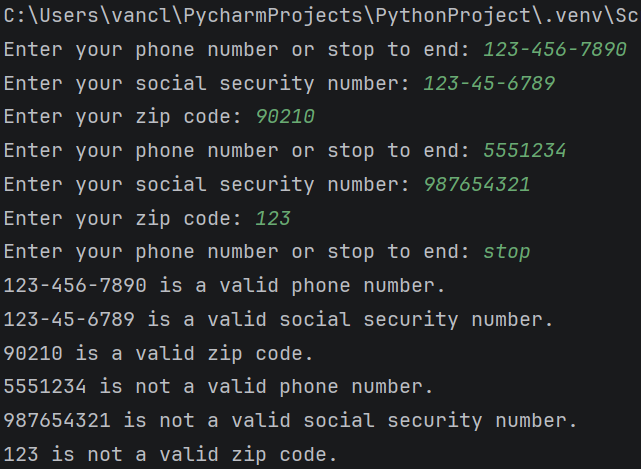 C:\Users\vancl\PycharmProjects\PythonProject\.venv\Sc
Enter your phone number or stop to end: 123-456-7890
Enter your social security number: 123-45-6789
Enter your zip code: 90210
Enter your phone number or stop to end: 5551234
Enter your social security number: 987654321
Enter your zip code: 123
Enter your phone number or stop to end: stop
123-456-7890 is a valid phone number.
123-45-6789 is a valid social security number.
90210 is a valid zip code.
5551234 is not a valid phone number.
987654321 is not a valid social security number.
123 is not a valid zip code.